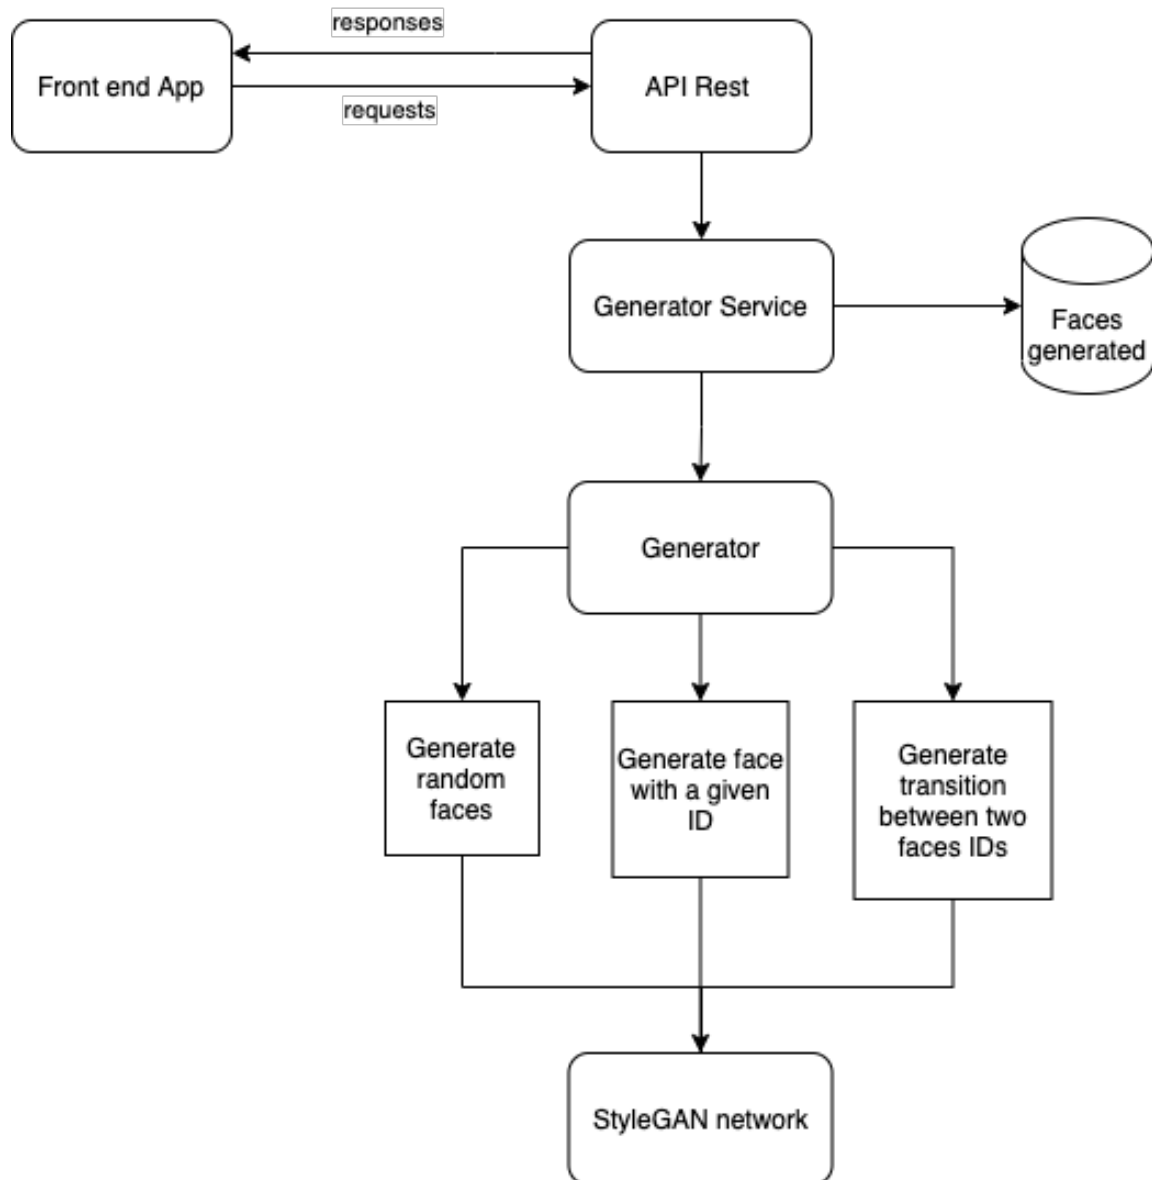 responses
Front end App
API Rest
requests
Generator Service
Faces
generated
Generator
Generate
random
faces
Generate face
with a given
ID
Generate
transition
between two
faces IDs
StyleGAN network